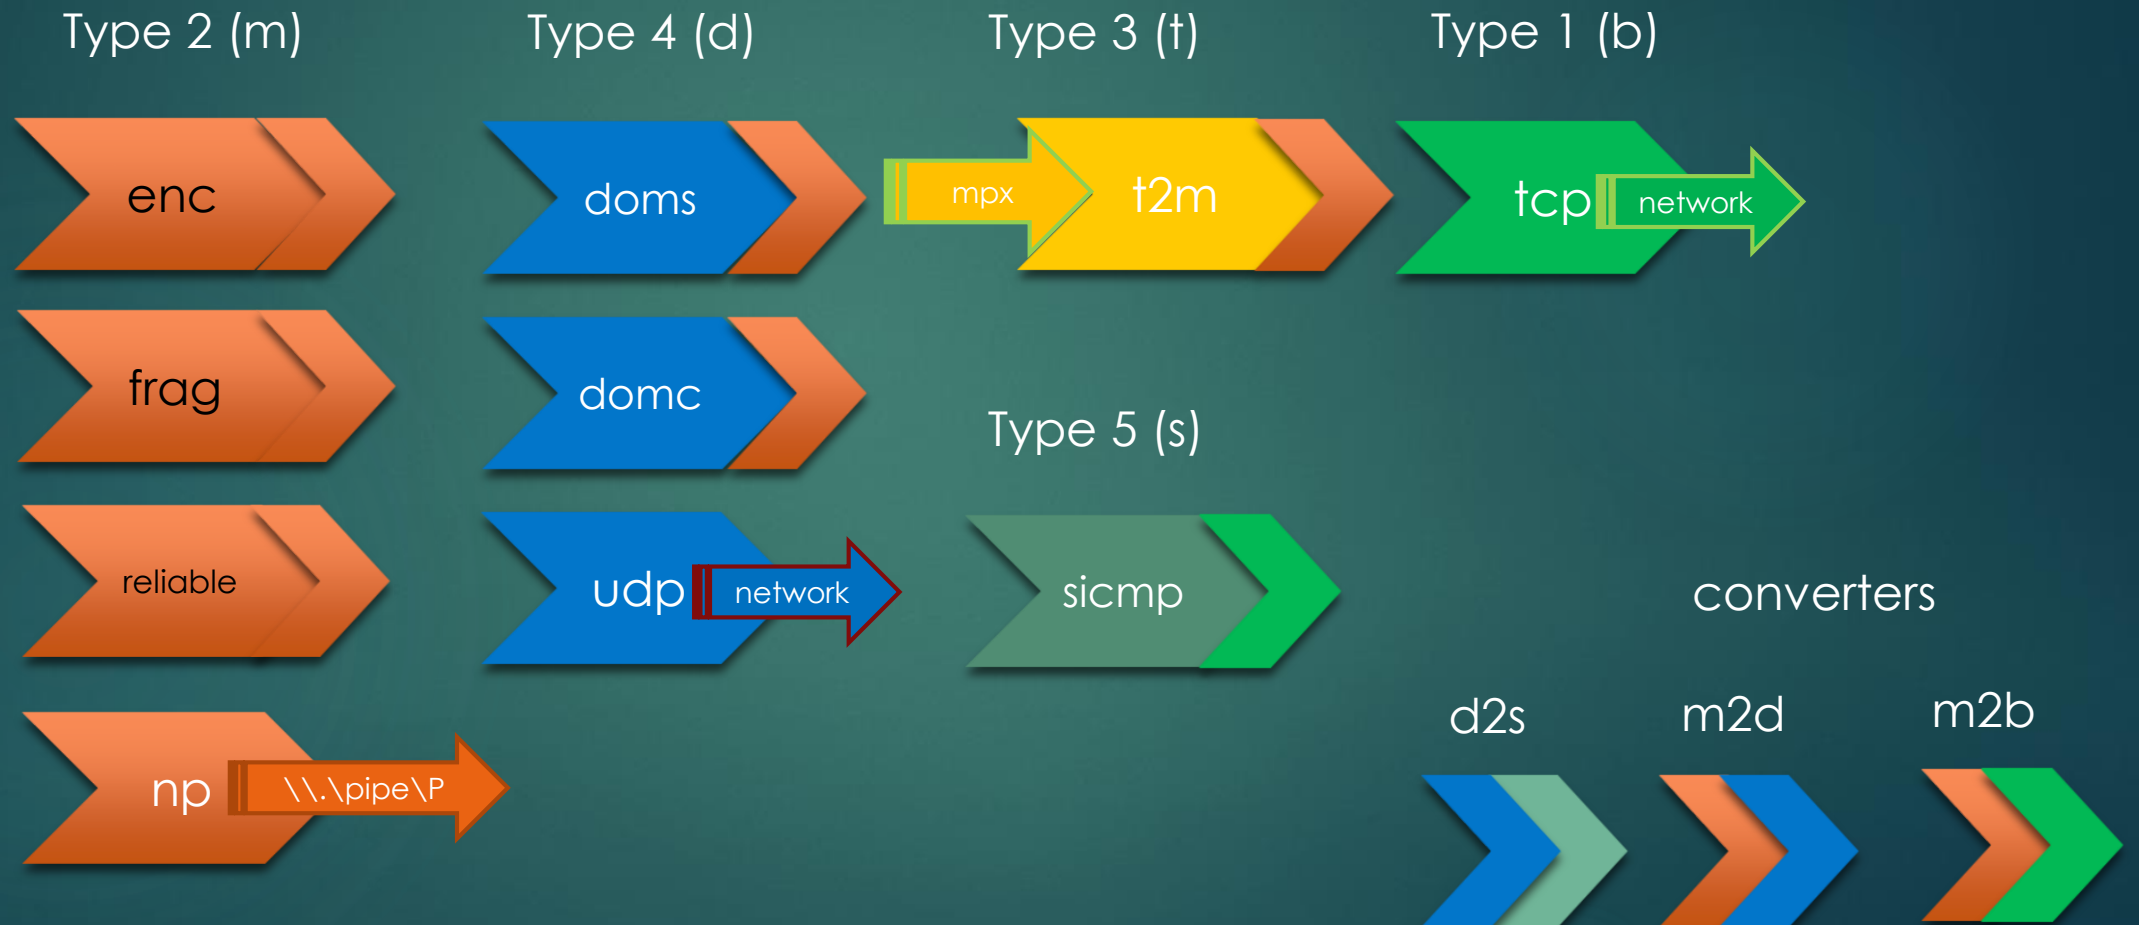 Type 2 (m)
Type 4 (d)
Type 3 (t)
Type 1 (b)
enc
doms
mpx
t2m
tcp
network
frag
domc
Type 5 (s)
reliable
udp
network
sicmp
converters
np
\\.\pipe\P
d2s
m2d
m2b